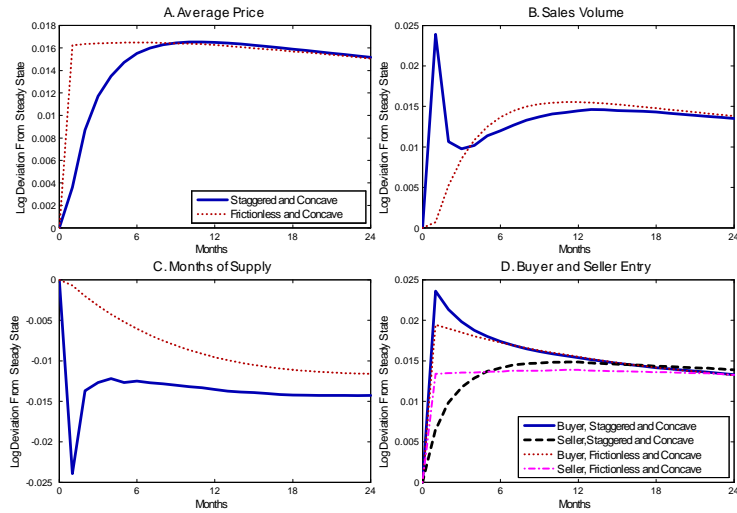 A. Average Price
Log Deviation From Steady State
0.018
0.016
0.014
0.012
0.01
0.008
0.006
0.004
0.002
0
Staggered and Concave
Frictionless and Concave
0 6 12 18 24
Months
B. Sales Volume
Log Deviation From Steady State
0.025
0.02
0.015
0.01
0.005
0
0 6 12 18 24
Months
C. Months of Supply
Log Deviation From Steady State
0
-0.005
-0.01
-0.015
-0.02
-0.025
0 6 12 18 24
Months
D. Buyer and Seller Entry
Log Deviation From Steady State
0.025
0.02
0.015
0.01
0.005
0
Buyer, Staggered and Concave
Seller, Staggered and Concave
Buyer, Frictionless and Concave
Seller, Frictionless and Concave
0 6 12 18 24
Months